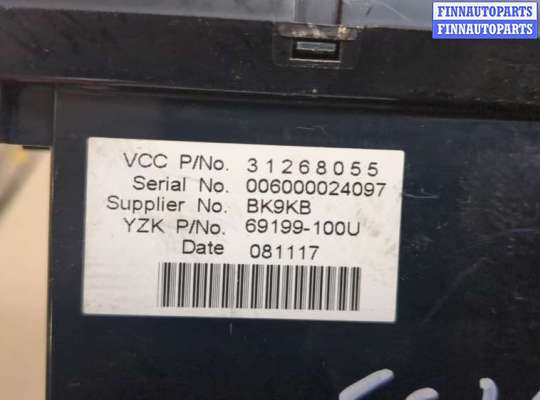 FINNAUTOPARTS
FINNAUTOPARTS
VCC P/No. 31268055
Serial No. 006000024097
Supplier No. BK9KB
YZK P/No. 69199-100U
Date 081117